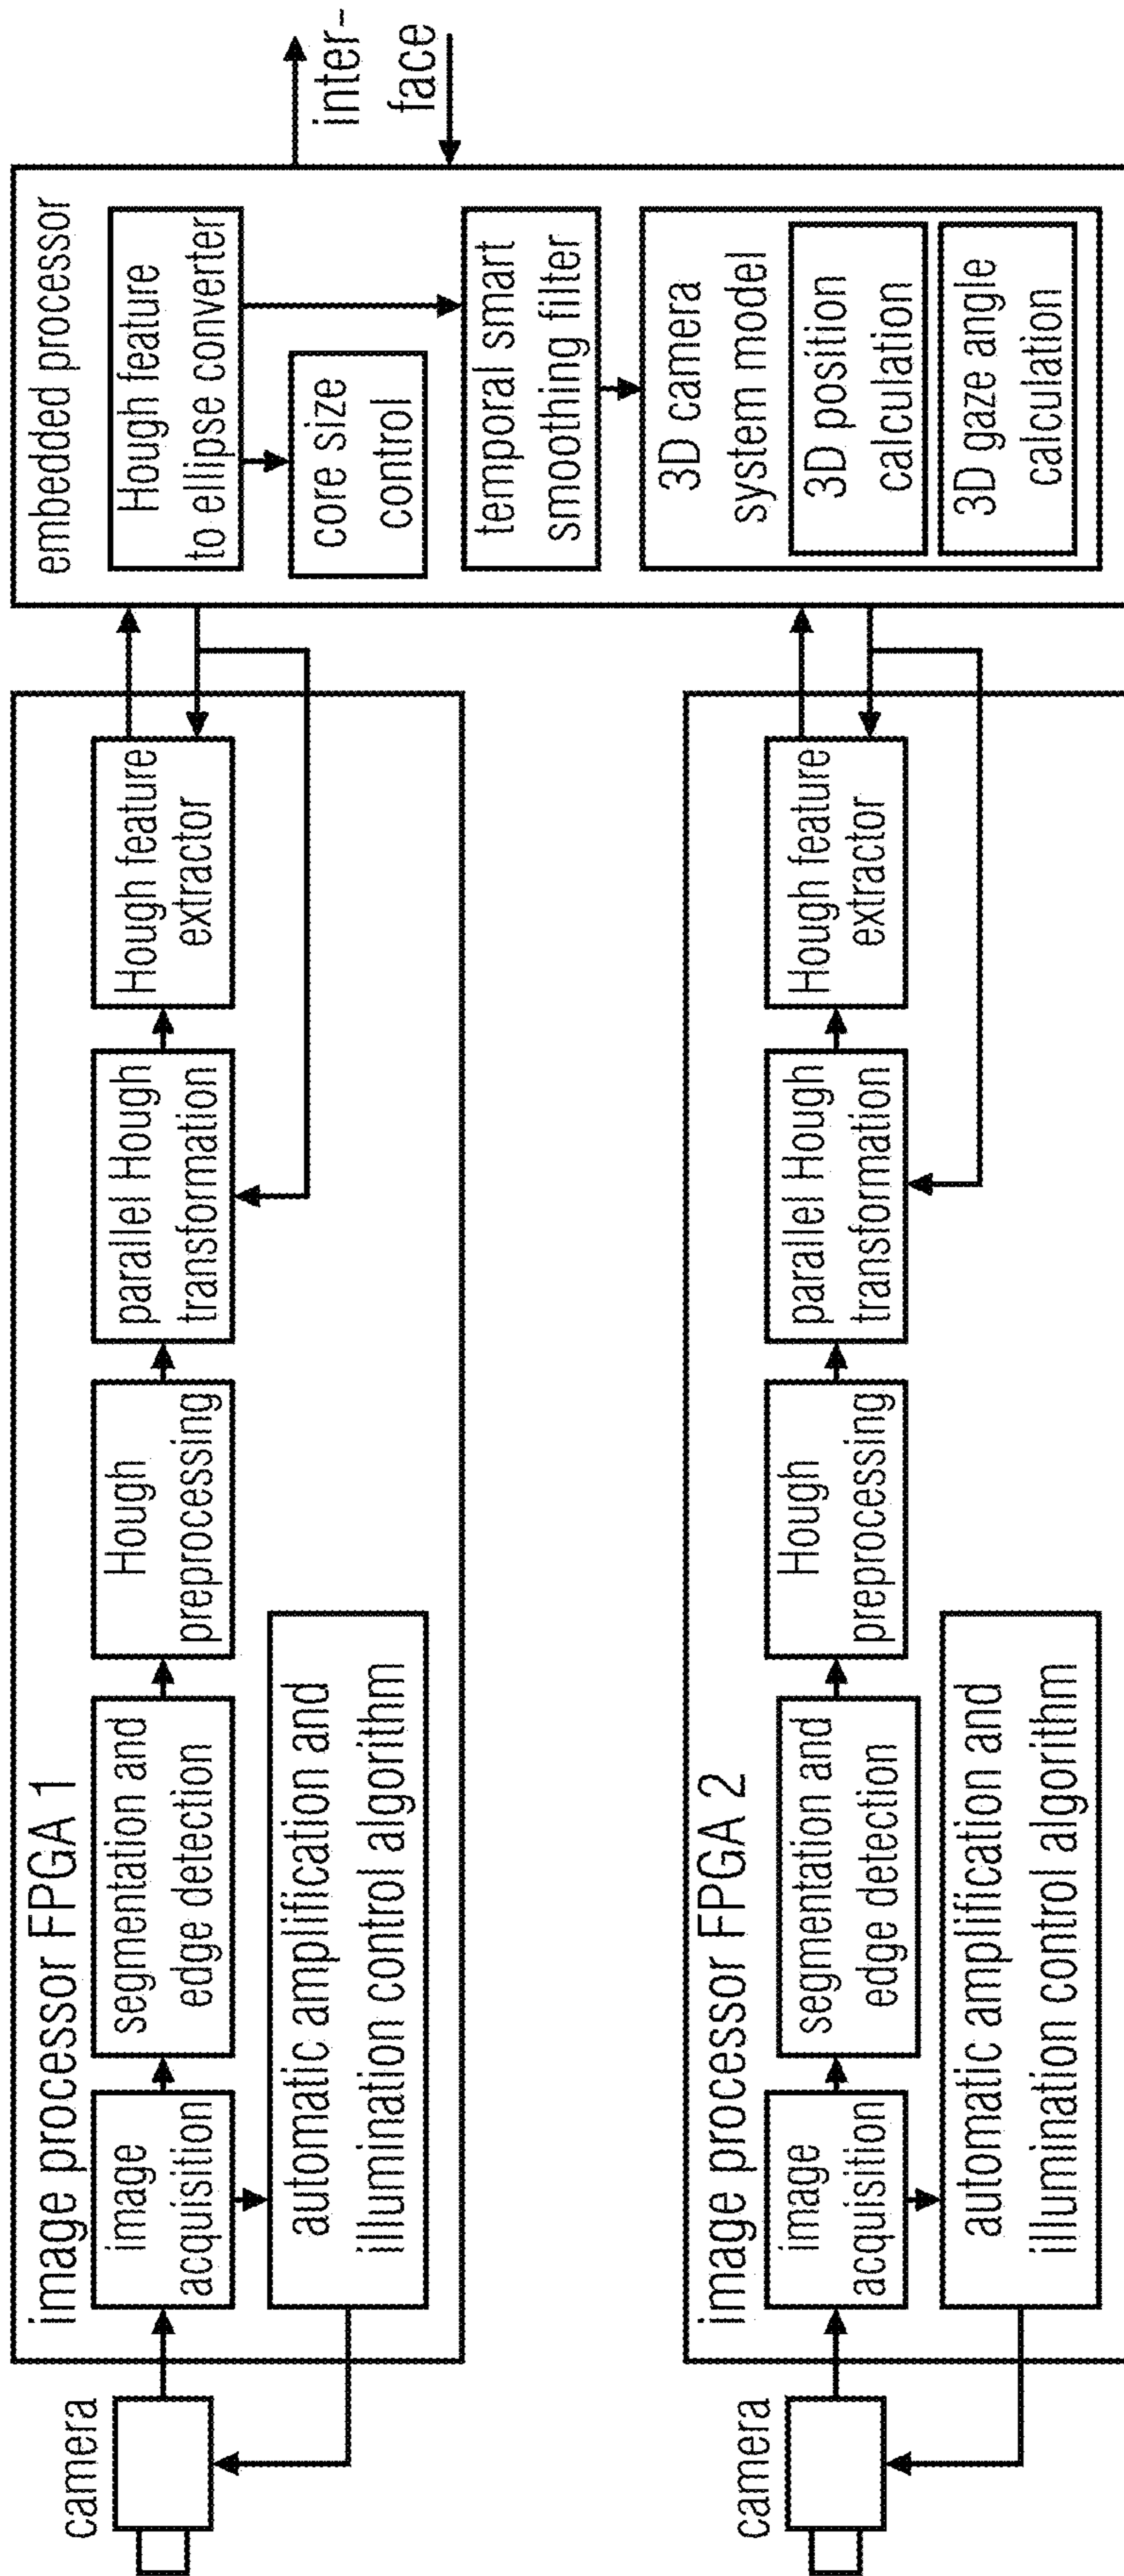 camera
image processor FPGA 1
image
acquisition
segmentation and
edge detection
Hough
preprocessing
parallel Hough
transformation
Hough feature
extractor
automatic amplification and
illumination control algorithm
camera
image processor FPGA 2
image
acquisition
segmentation and
edge detection
Hough
preprocessing
parallel Hough
transformation
Hough feature
extractor
automatic amplification and
illumination control algorithm
embedded processor
Hough feature
to ellipse converter
core size
control
temporal smart
smoothing filter
3D camera
system model
3D position
calculation
3D gaze angle
calculation
inter-
face